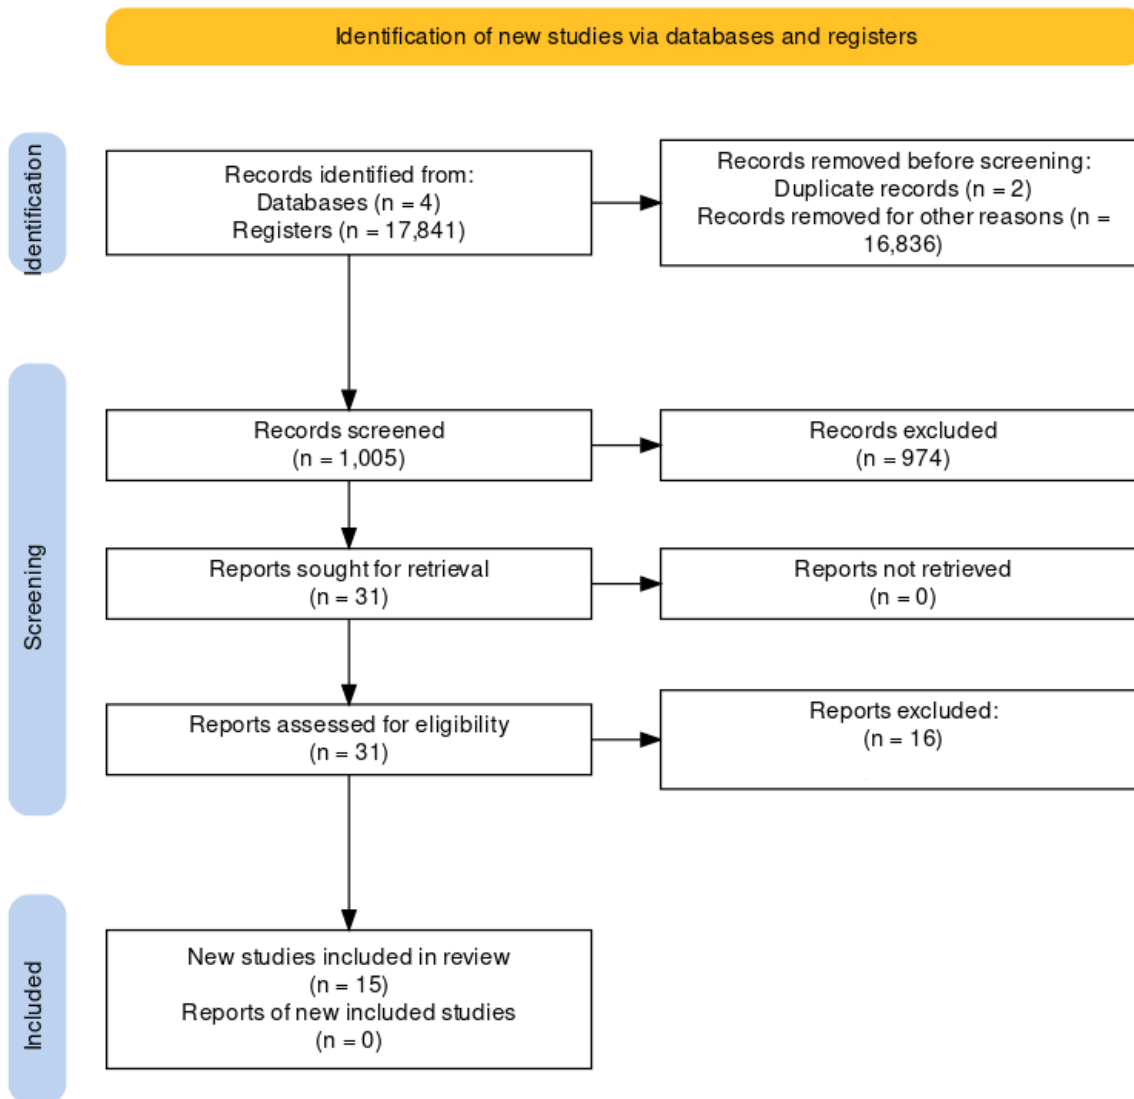 Identification of new studies via databases and registers
Identification
Records identified from:
Databases (n = 4)
Registers (n = 17,841)
Records removed before screening:
Duplicate records (n = 2)
Records removed for other reasons (n =
16,836)
Screening
Records screened
(n = 1,005)
Records excluded
(n = 974)
Reports sought for retrieval
(n = 31)
Reports not retrieved
(n = 0)
Reports assessed for eligibility
(n = 31)
Reports excluded:
(n = 16)
Included
New studies included in review
(n = 15)
Reports of new included studies
(n = 0)